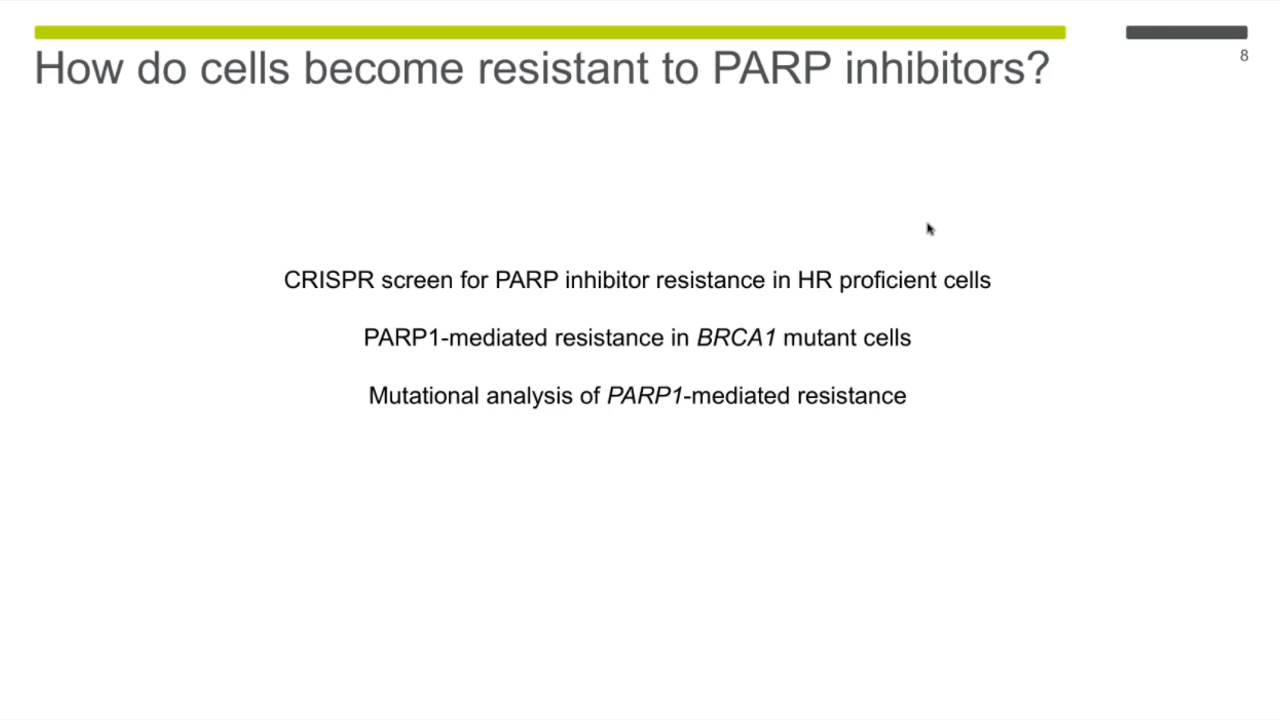 How do cells become resistant to PARP inhibitors?
8
CRISPR screen for PARP inhibitor resistance in HR proficient cells
PARP1-mediated resistance in BRCA1 mutant cells
Mutational analysis of PARP1-mediated resistance